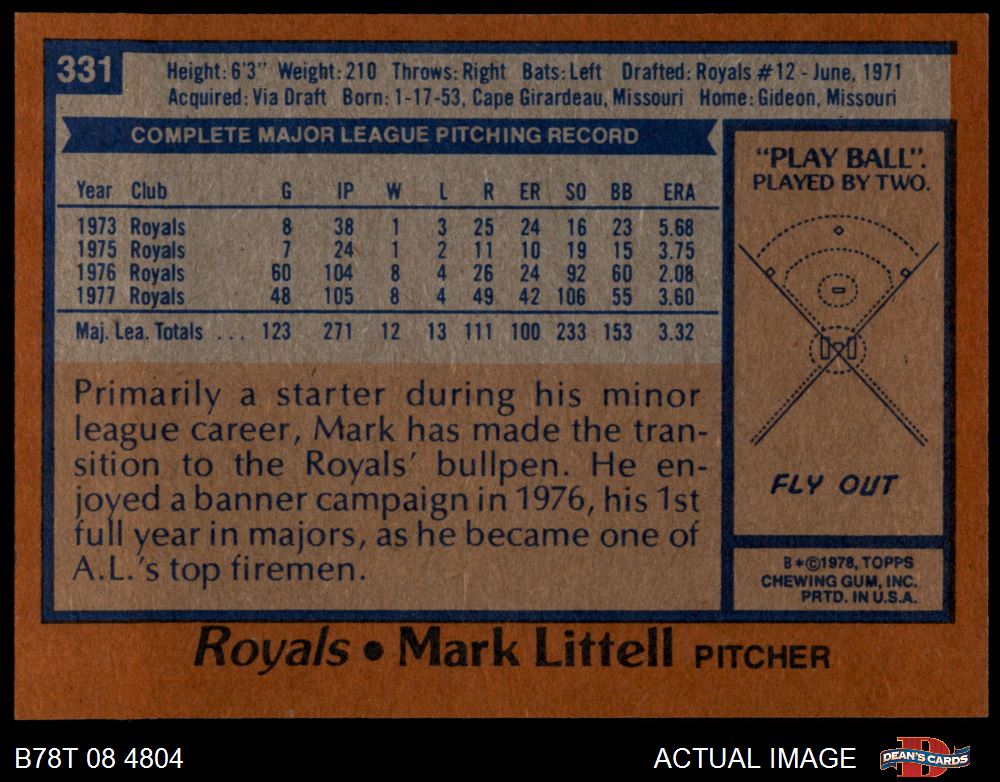 331
Height: 6'3" Weight: 210 Throws: Right Bats: Left Drafted: Royals #12 - June, 1971
Acquired: Via Draft Born: 1-17-53, Cape Girardeau, Missouri Home: Gideon, Missouri
COMPLETE MAJOR LEAGUE PITCHING RECORD
Year Club G IP W L R ER SO BB ERA
1973 Royals 8 38 1 3 25 24 16 23 5.68
1975 Royals 7 24 1 2 11 10 19 15 3.75
1976 Royals 60 104 8 4 26 24 92 60 2.08
1977 Royals 48 105 8 4 49 42 106 55 3.60
Maj. Lea. Totals ... 123 271 12 13 111 100 233 153 3.32
Primarily a starter during his minor
league career, Mark has made the tran-
sition to the Royals' bullpen. He en-
joyed a banner campaign in 1976, his 1st
full year in majors, as he became one of
A.L.'s top firemen.
"PLAY BALL".
PLAYED BY TWO.
FLY OUT
B*©1978, TOPPS
CHEWING GUM, INC.
PRTD. IN U.S.A.
Royals • Mark Littell PITCHER
B78T 08 4804
ACTUAL IMAGE
D
DEAN'S CARDS